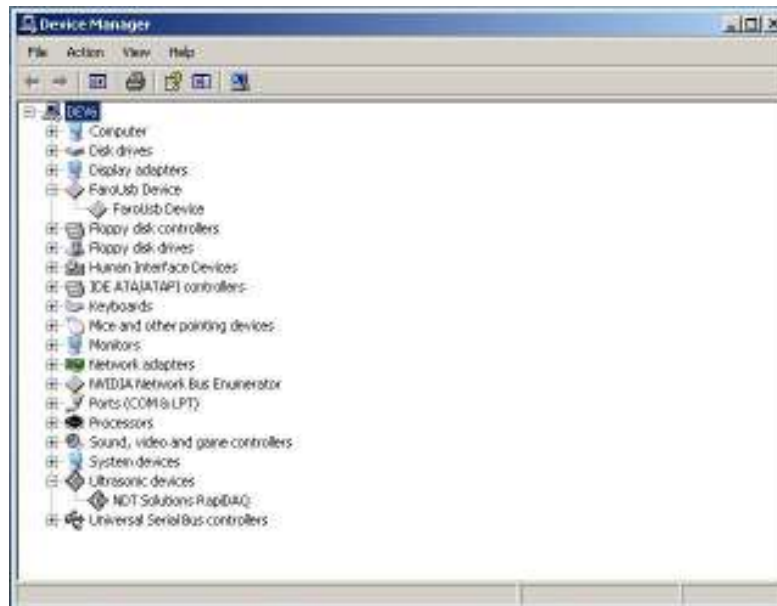 Device Manager
File Action View Help
DEV6
Computer
Disk drives
Display adapters
FaroUsb Device
FaroUsb Device
Floppy disk controllers
Floppy disk drives
Human Interface Devices
IDE ATA/ATAPI controllers
Keyboards
Mice and other pointing devices
Monitors
Network adapters
NVIDIA Network Bus Enumerator
Ports (COM & LPT)
Processors
Sound, video and game controllers
System devices
Ultrasonic devices
NDT Solutions RapiDAQ
Universal Serial Bus controllers